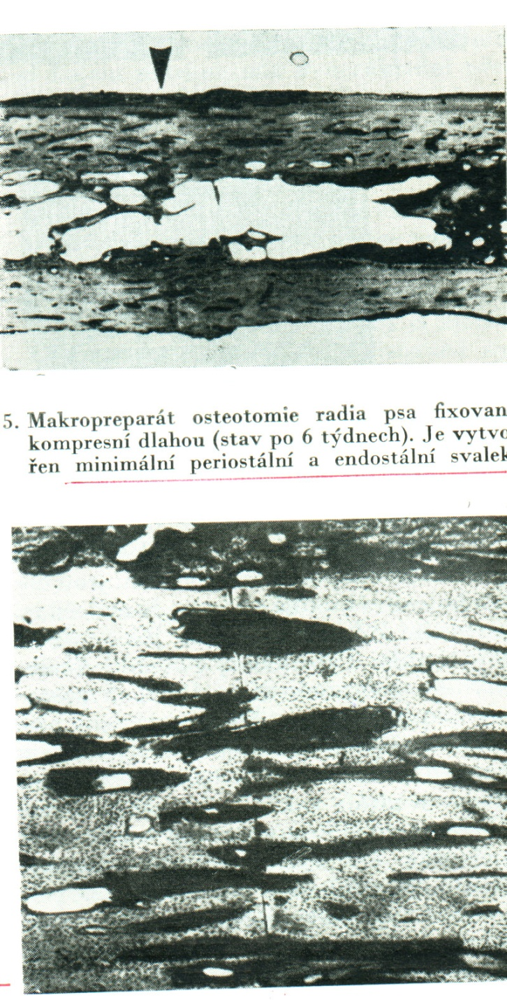 5. Makropreparát osteotomie radia psa fixovan
kompresní dlahou (stav po 6 týdnech). Je vytvo
řen minimální periostální a endostální svalek